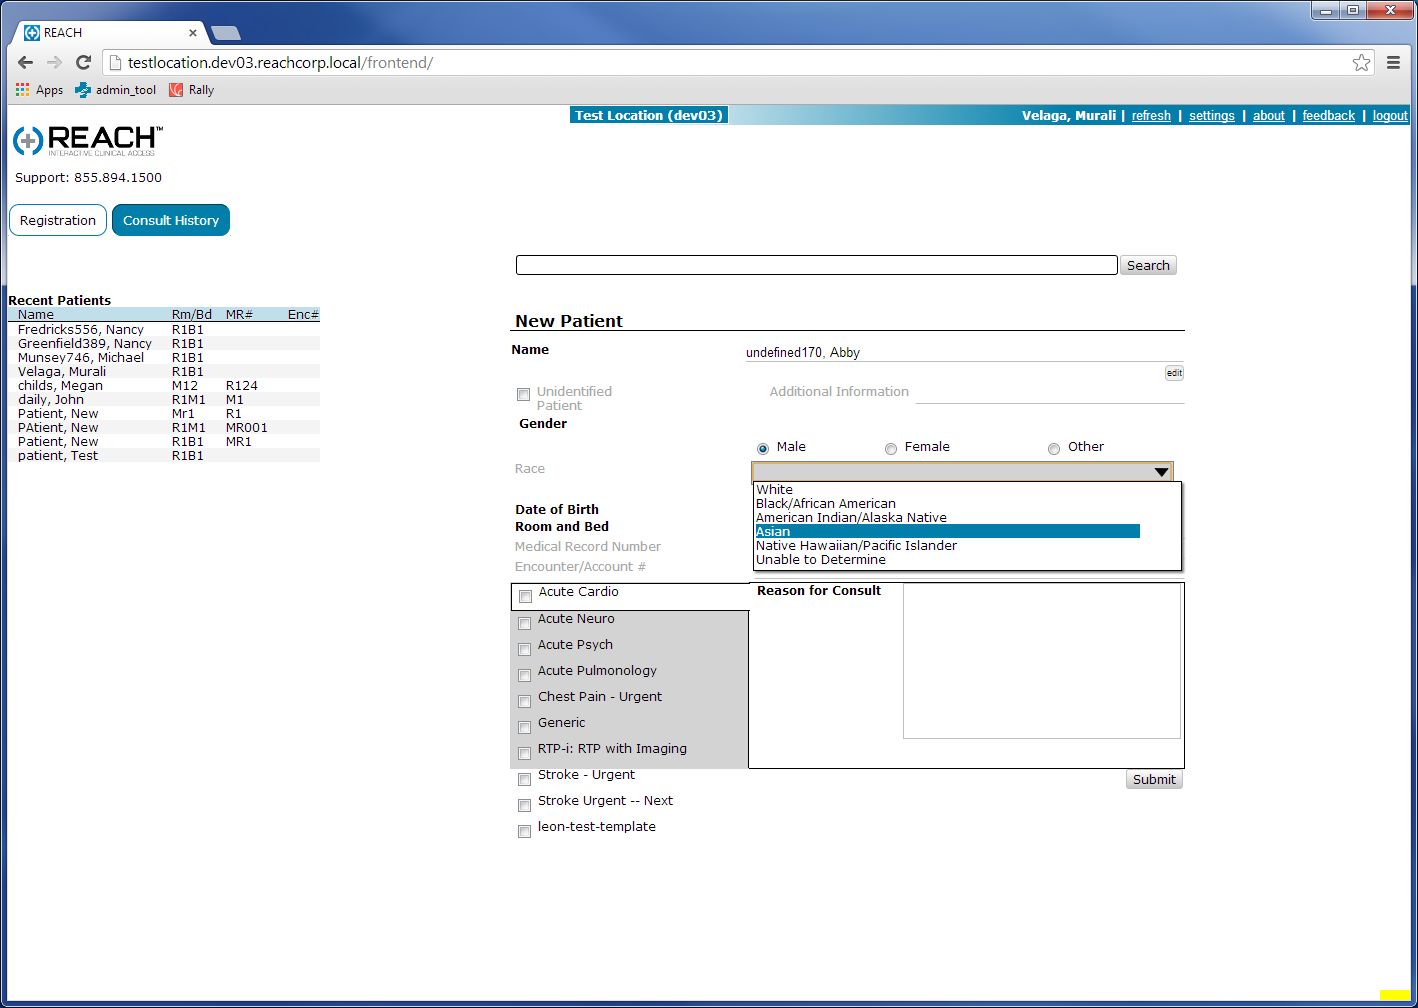 REACH
testlocation.dev03.reachcorp.local/frontend/
Apps admin_tool Rally
Test Location (dev03) Velaga, Murali | refresh | settings | about | feedback | logout
REACH™
INTERACTIVE CLINICAL ACCESS
Support: 855.894.1500
Registration Consult History
Search
Recent Patients
Name Rm/Bd MR# Enc#
Fredricks556, Nancy R1B1
Greenfield389, Nancy R1B1
Munsey746, Michael R1B1
Velaga, Murali R1B1
childs, Megan M12 R124
daily, John R1M1 M1
Patient, New Mr1 R1
PAtient, New R1M1 MR001
Patient, New R1B1 MR1
patient, Test R1B1
New Patient
Name undefined170, Abby
edit
Unidentified Patient Additional Information
Gender
Male Female Other
Race
White
Black/African American
American Indian/Alaska Native
Asian
Native Hawaiian/Pacific Islander
Unable to Determine
Date of Birth
Room and Bed
Medical Record Number
Encounter/Account #
Acute Cardio
Acute Neuro
Acute Psych
Acute Pulmonology
Chest Pain - Urgent
Generic
RTP-i: RTP with Imaging
Stroke - Urgent
Stroke Urgent -- Next
leon-test-template
Reason for Consult
Submit